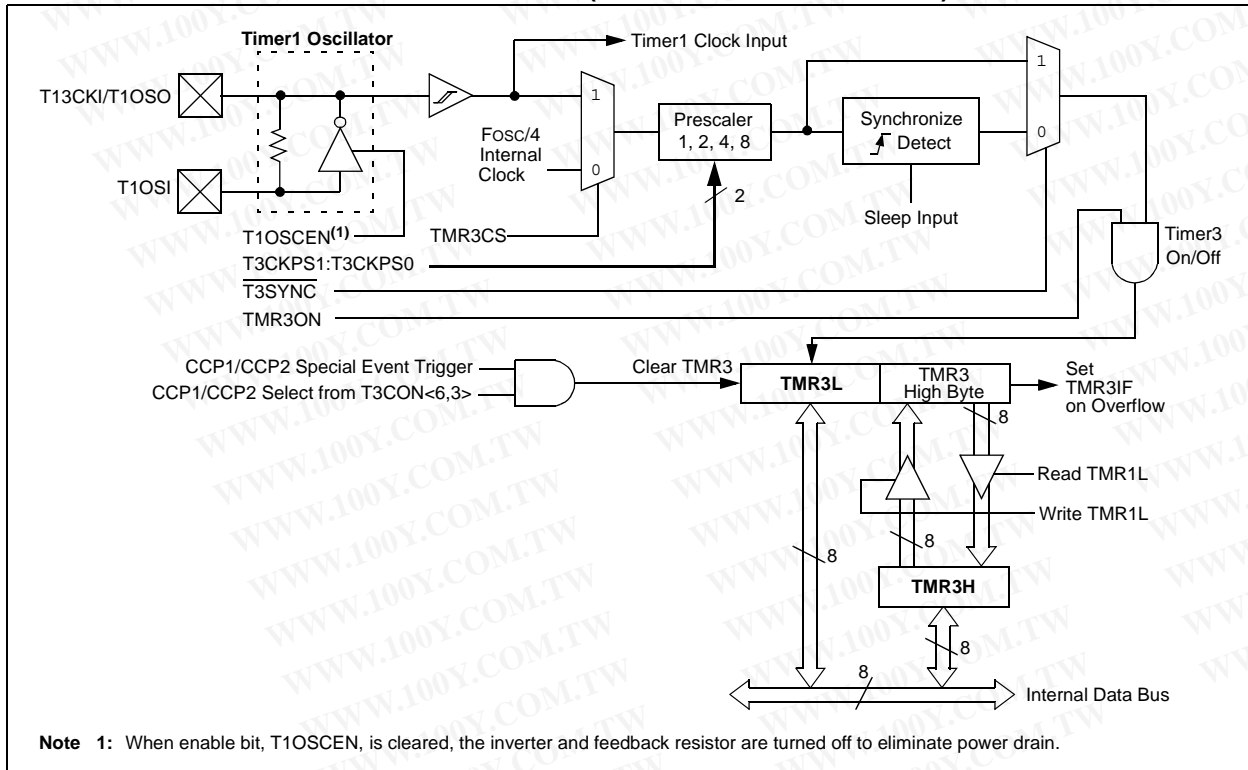 Timer1 Oscillator
Timer1 Clock Input
T13CKI/T1OSO
T1OSI
FOSC/4
Internal
Clock
1
0
Prescaler
1, 2, 4, 8
2
Synchronize
Detect
1
0
Sleep Input
T1OSCEN(1)
TMR3CS
T3CKPS1:T3CKPS0
T3SYNC
TMR3ON
Timer3
On/Off
CCP1/CCP2 Special Event Trigger
CCP1/CCP2 Select from T3CON<6,3>
Clear TMR3
TMR3L
TMR3
High Byte
Set
TMR3IF
on Overflow
8
Read TMR1L
Write TMR1L
8
8
TMR3H
8
8
Internal Data Bus
Note 1: When enable bit, T1OSCEN, is cleared, the inverter and feedback resistor are turned off to eliminate power drain.
WWW.100Y.COM.TW